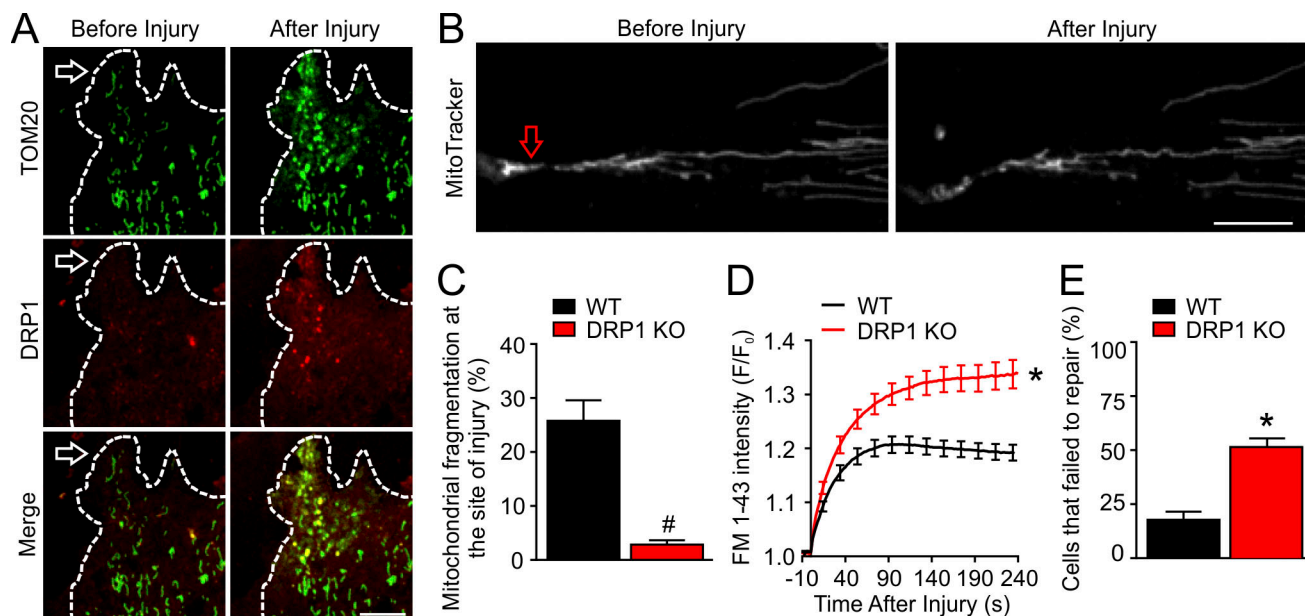 A
Before Injury
After Injury
TOM20
DRP1
Merge
B
Before Injury
After Injury
MitoTracker
C
WT
DRP1 KO
Mitochondrial fragmentation at
the site of injury (%)
40
30
20
10
0
#
D
WT
DRP1 KO
FM 1-43 intensity (F/F₀)
1.4
1.3
1.2
1.1
1.0
-10 40 90 140 190 240
Time After Injury (s)
*
E
WT
DRP1 KO
Cells that failed to repair (%)
100
75
50
25
0
*